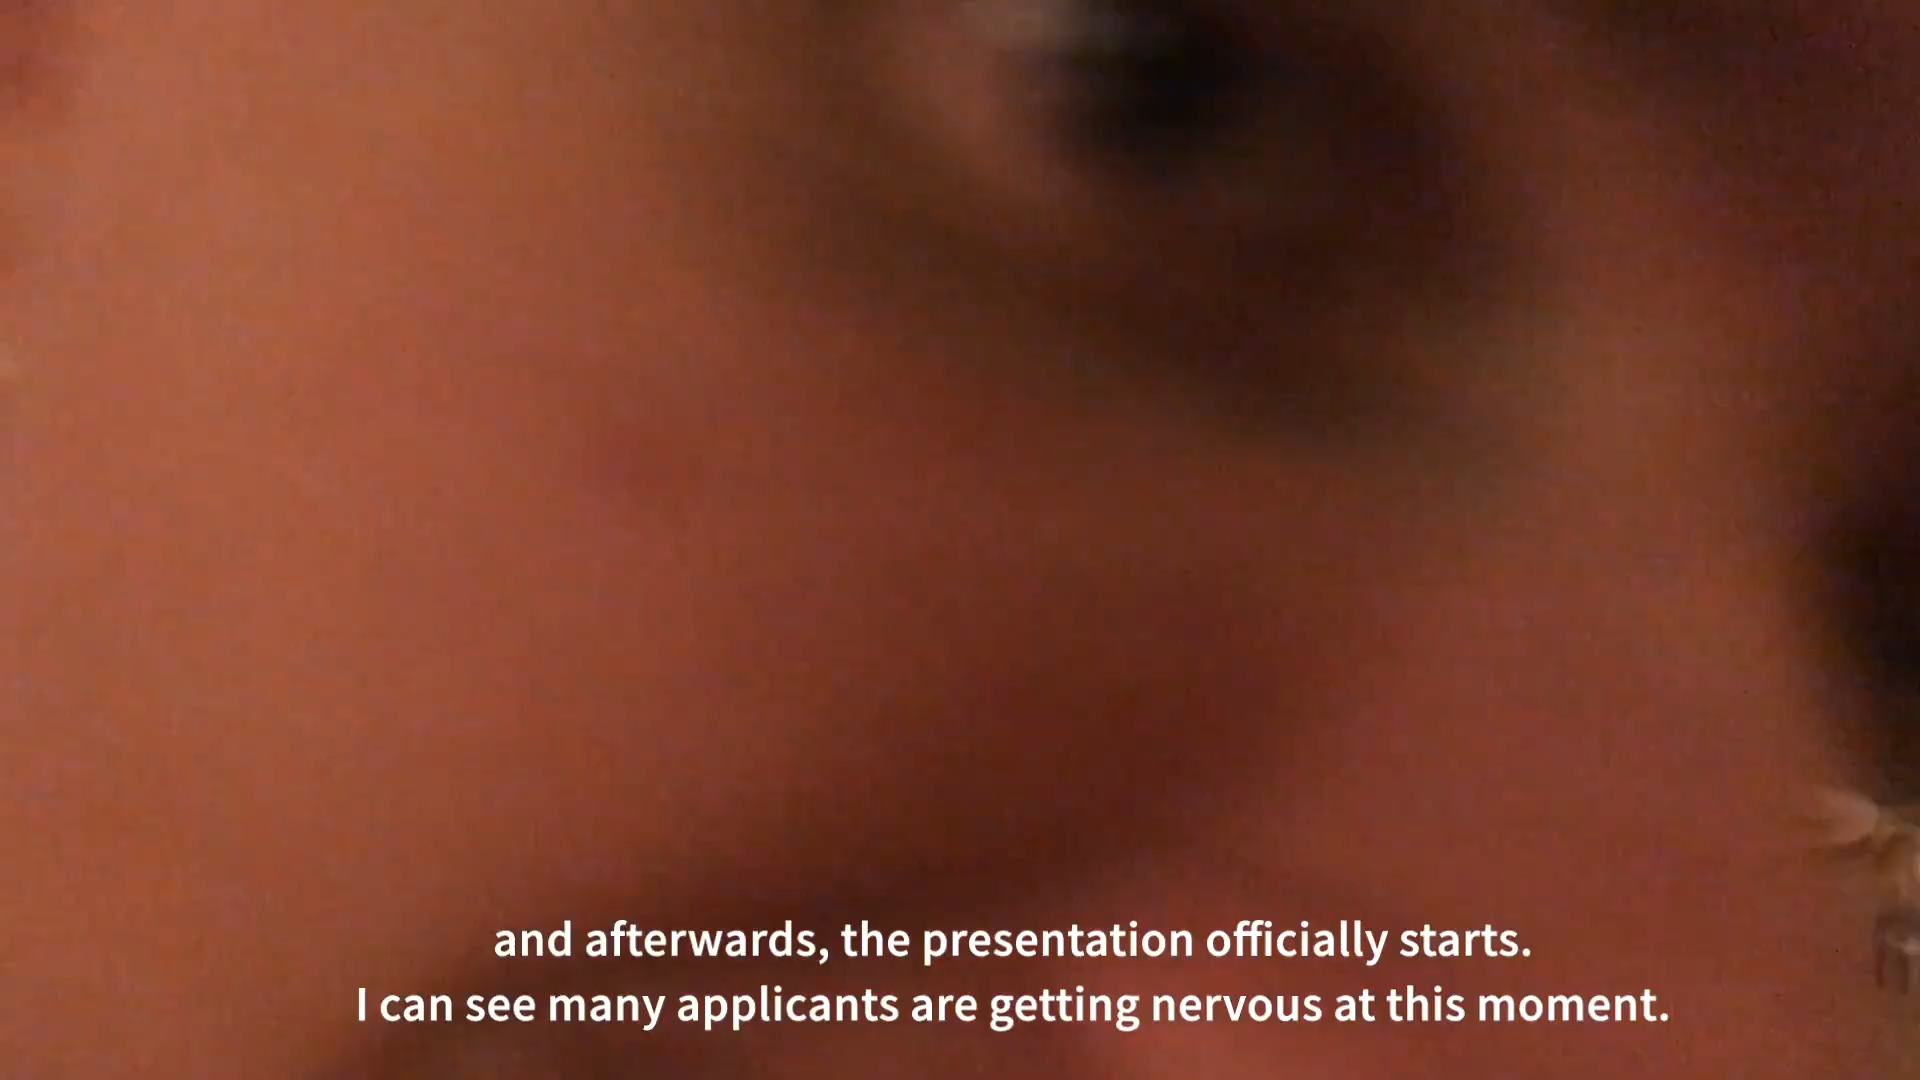 and afterwards, the presentation officially starts.
I can see many applicants are getting nervous at this moment.